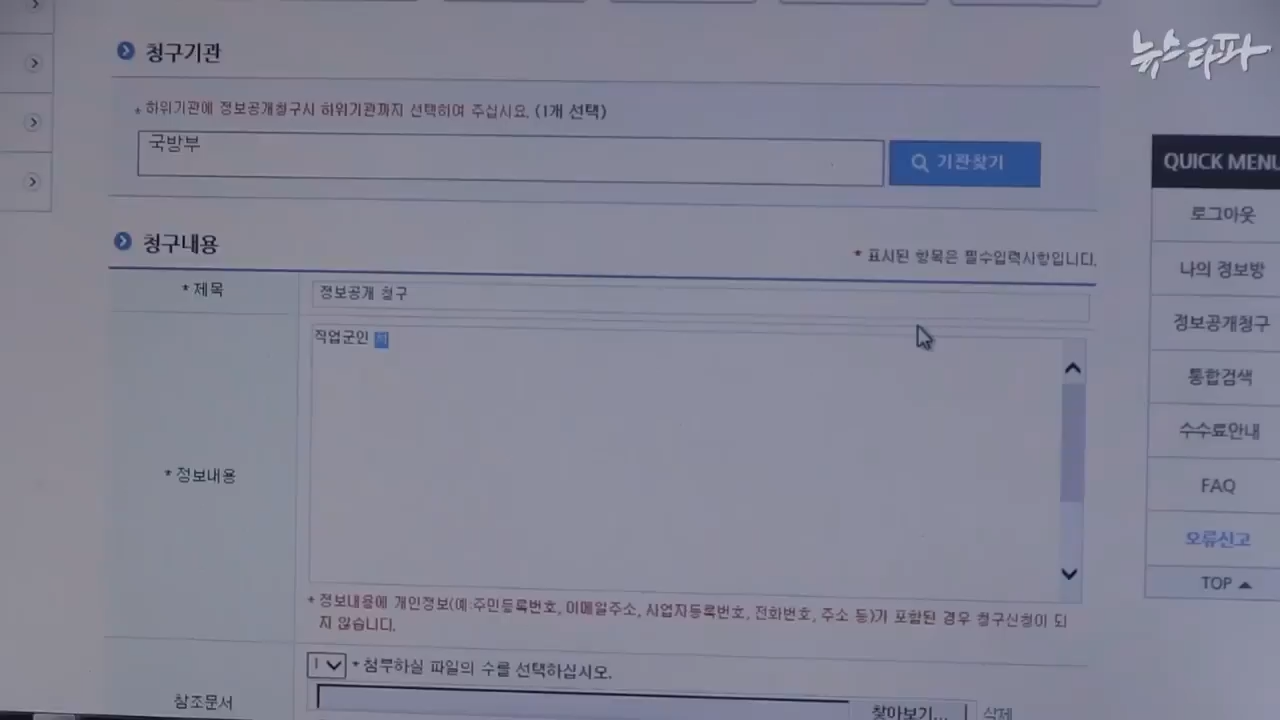 뉴스타파
청구기관
* 하위기관에 정보공개청구시 하위기관까지 선택하여 주십시요. (1개 선택)
국방부
기관찾기
청구내용
* 표시된 항목은 필수입력사항입니다.
* 제목
정보공개 청구
* 정보내용
직업군인
* 정보내용에 개인정보(예:주민등록번호, 이메일주소, 사업자등록번호, 전화번호, 주소 등)가 포함된 경우 청구신청이 되
지 않습니다.
* 첨부하실 파일의 수를 선택하십시오.
참조문서
찾아보기...
삭제
QUICK MENU
로그아웃
나의 정보방
정보공개청구
통합검색
수수료안내
FAQ
오류신고
TOP